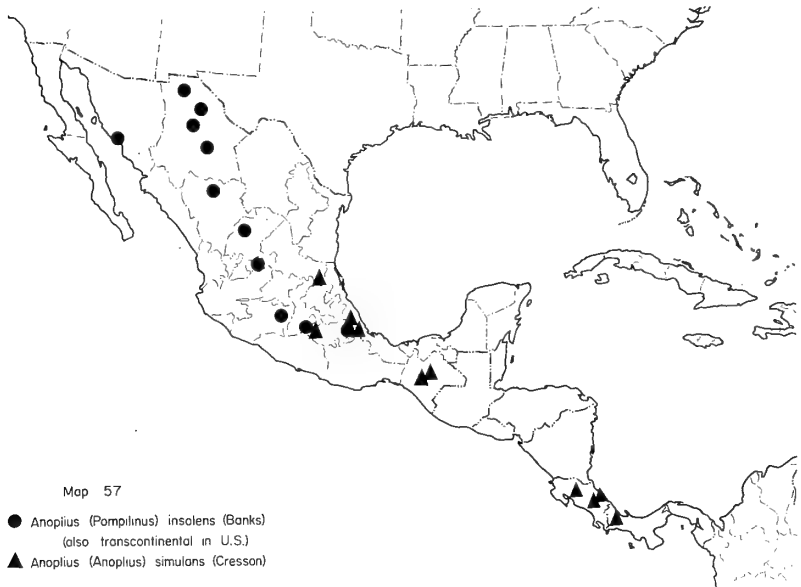 Map 57
Anoplius (Pompilinus) insolens (Banks)
(also transcontinental in U.S.)
Anoplius (Anoplius) simulans (Cresson)